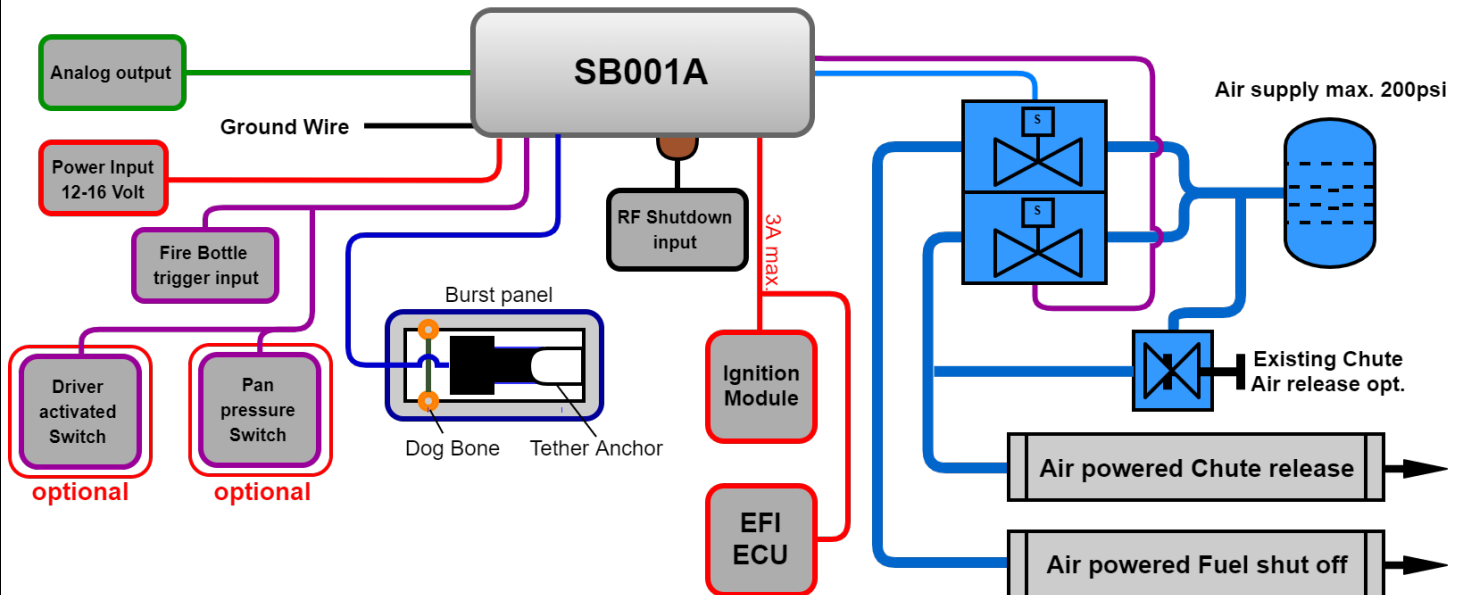 SB001A
Analog output
Air supply max. 200psi
Ground Wire
S
Power Input
12-16 Volt
RF Shutdown
input
3A max.
S
Fire Bottle
trigger input
Burst panel
Ignition
Module
Existing Chute
Air release opt.
Driver
activated
Switch
Pan
pressure
Switch
Dog Bone
Tether Anchor
optional
optional
Air powered Chute release
EFI
ECU
Air powered Fuel shut off